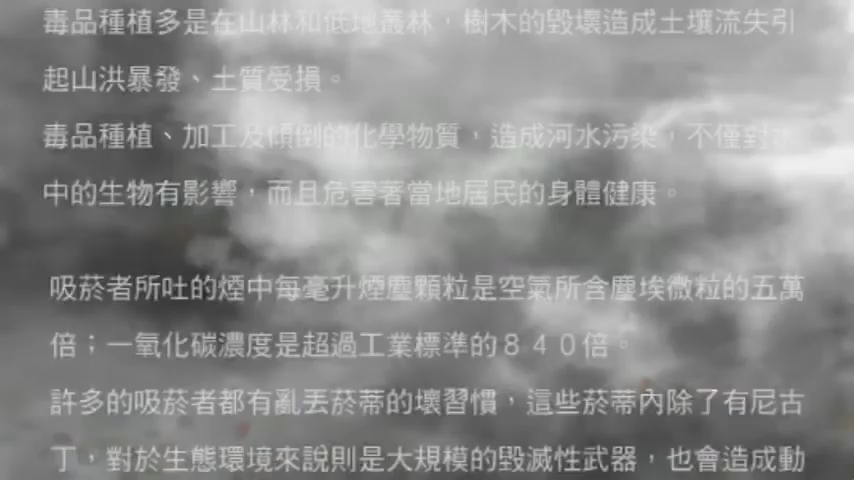 毒品種植多是在山林和低地叢林，樹木的毀壞造成土壤流失引
起山洪暴發、土質受損。
毒品種植、加工及傾倒的化學物質，造成河水污染，不僅對水
中的生物有影響，而且危害著當地居民的身體健康。
吸菸者所吐的煙中每毫升煙塵顆粒是空氣所含塵埃微粒的五萬
倍；一氧化碳濃度是超過工業標準的８４０倍。
許多的吸菸者都有亂丟菸蒂的壞習慣，這些菸蒂內除了有尼古
丁，對於生態環境來說則是大規模的毀滅性武器，也會造成動